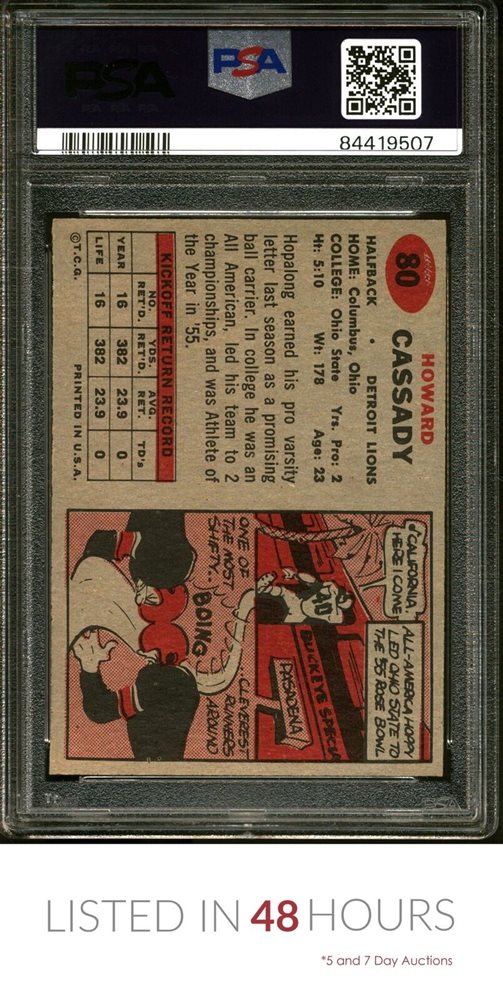 PSA
PSA
84419507
80
HOWARD
CASSADY
HALFBACK • DETROIT LIONS
HOME: Columbus, Ohio
COLLEGE: Ohio State Yrs. Pro: 2
Ht: 5:10 Wt: 178 Age: 23
Hopalong earned his pro varsity
letter last season as a promising
ball carrier. In college he was an
All American, led his team to 2
championships, and was Athlete of
the Year in '55.
KICKOFF RETURN RECORD
NO. RET'D. YDS. RET'D. AVG. RET. TD's
YEAR 16 382 23.9 0
LIFE 16 382 23.9 0
©T.C.G. PRINTED IN U.S.A.
ALL-AMERICA HOPPY
LED OHIO STATE TO
THE '55 ROSE BOWL
♪CALIFORNIA,
HERE I COME!
40
BUCKEYE SPECIAL
PASADENA
ONE OF
THE MOST
SHIFTY...
BOING
...CLEVEREST
RUNNERS
AROUND
PSA
LISTED IN 48 HOURS
*5 and 7 Day Auctions